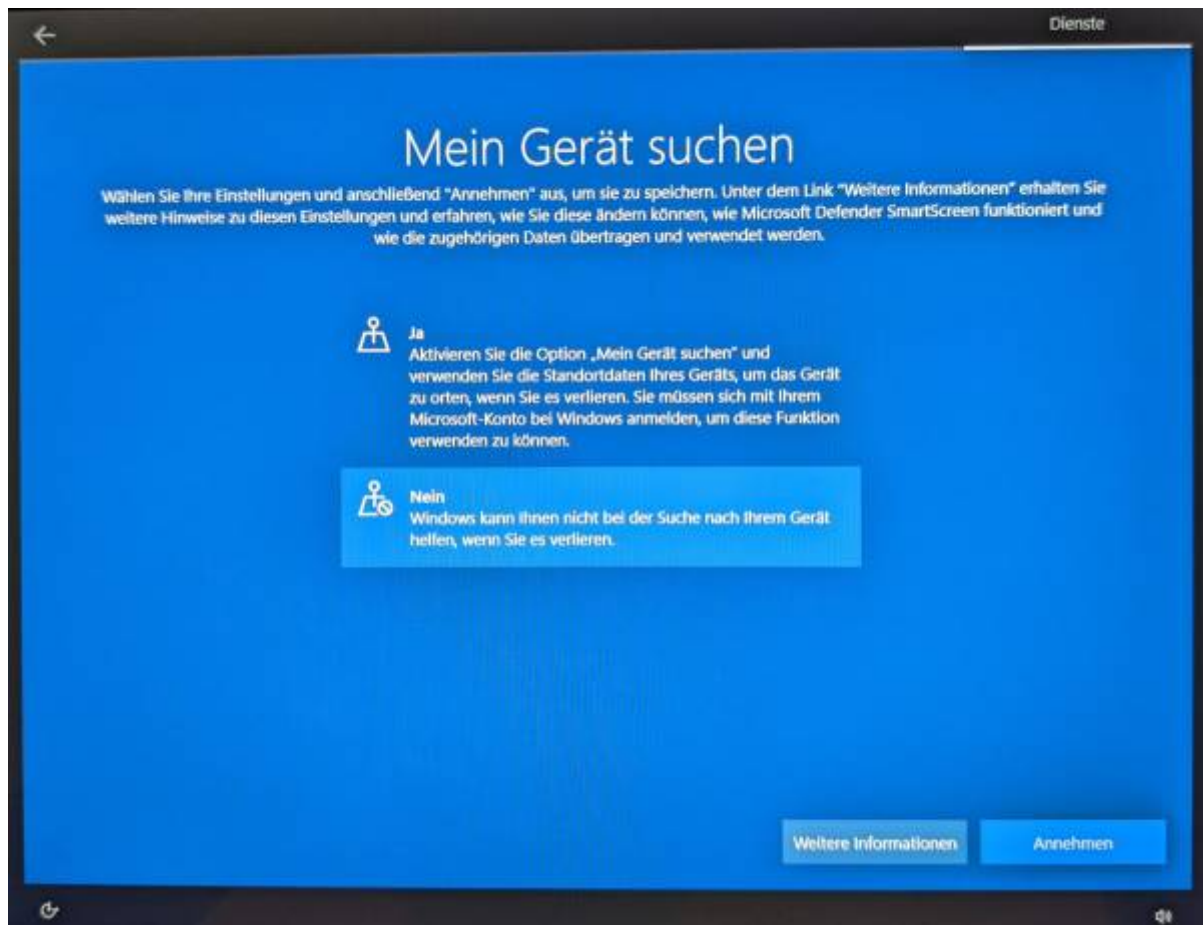 Dienste
Mein Gerät suchen
Wählen Sie Ihre Einstellungen und anschließend "Annehmen" aus, um sie zu speichern. Unter dem Link "Weitere Informationen" erhalten Sie
weitere Hinweise zu diesen Einstellungen und erfahren, wie Sie diese ändern können, wie Microsoft Defender SmartScreen funktioniert und
wie die zugehörigen Daten übertragen und verwendet werden.
Ja
Aktivieren Sie die Option „Mein Gerät suchen" und
verwenden Sie die Standortdaten Ihres Geräts, um das Gerät
zu orten, wenn Sie es verlieren. Sie müssen sich mit Ihrem
Microsoft-Konto bei Windows anmelden, um diese Funktion
verwenden zu können.
Nein
Windows kann Ihnen nicht bei der Suche nach Ihrem Gerät
helfen, wenn Sie es verlieren.
Weitere Informationen
Annehmen